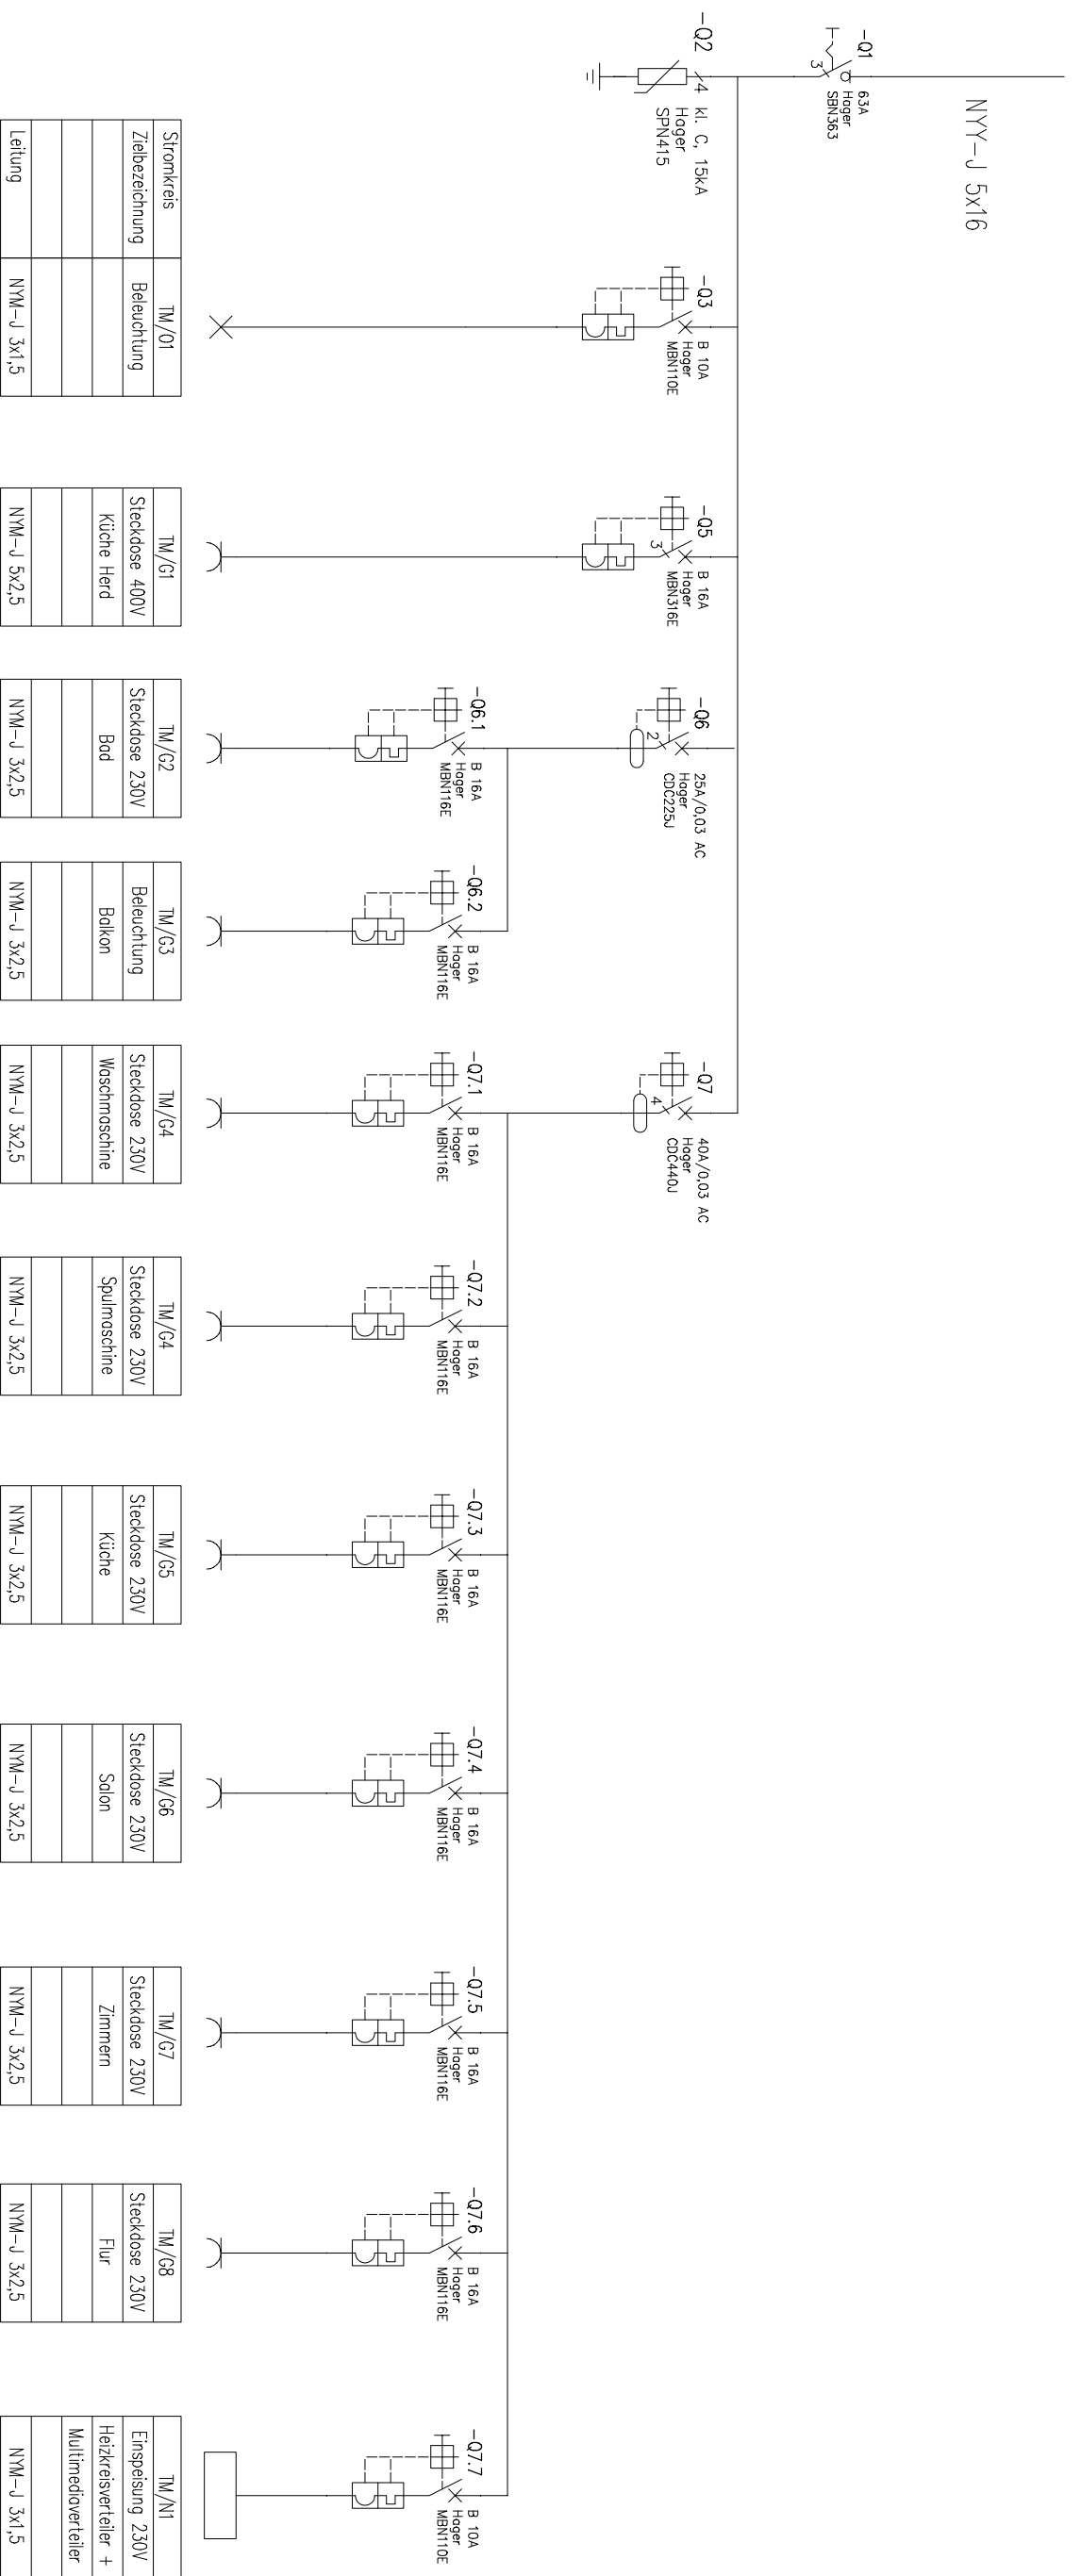 NYY-J 5x16
-Q1
63A
Hager
SBN363
3
-Q2
4
kl. C, 15kA
Hager
SPN415
-Q3
B 10A
Hager
MBN110E
-Q5
3
B 16A
Hager
MBN316E
-Q6
2
25A/0,03 AC
Hager
CDC225J
-Q7
4
40A/0,03 AC
Hager
CDC440J
-Q6.1
B 16A
Hager
MBN116E
-Q6.2
B 16A
Hager
MBN116E
-Q7.1
B 16A
Hager
MBN116E
-Q7.2
B 16A
Hager
MBN116E
-Q7.3
B 16A
Hager
MBN116E
-Q7.4
B 16A
Hager
MBN116E
-Q7.5
B 16A
Hager
MBN116E
-Q7.6
B 16A
Hager
MBN116E
-Q7.7
B 10A
Hager
MBN110E
Stromkreis
Zielbezeichnung
Leitung
TM/01
Beleuchtung
NYM-J 3x1,5
TM/G1
Steckdose 400V
Küche Herd
NYM-J 5x2,5
TM/G2
Steckdose 230V
Bad
NYM-J 3x2,5
TM/G3
Beleuchtung
Balkon
NYM-J 3x2,5
TM/G4
Steckdose 230V
Waschmaschine
NYM-J 3x2,5
TM/G4
Steckdose 230V
Spulmaschine
NYM-J 3x2,5
TM/G5
Steckdose 230V
Küche
NYM-J 3x2,5
TM/G6
Steckdose 230V
Salon
NYM-J 3x2,5
TM/G7
Steckdose 230V
Zimmern
NYM-J 3x2,5
TM/G8
Steckdose 230V
Flur
NYM-J 3x2,5
TM/N1
Einspeisung 230V
Heizkreisverteiler +
Multimediaverteiler
NYM-J 3x1,5